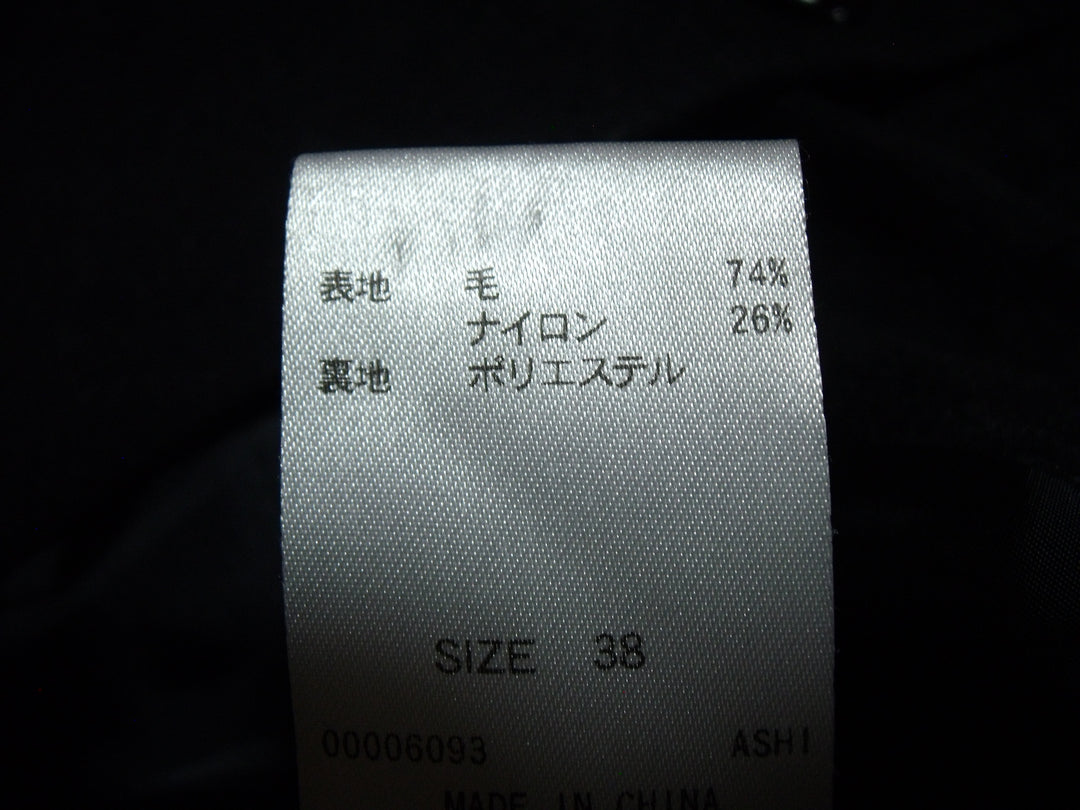 表地 毛 74%
ナイロン 26%
裏地 ポリエステル
SIZE 38
00006093 ASHI
MADE IN CHINA